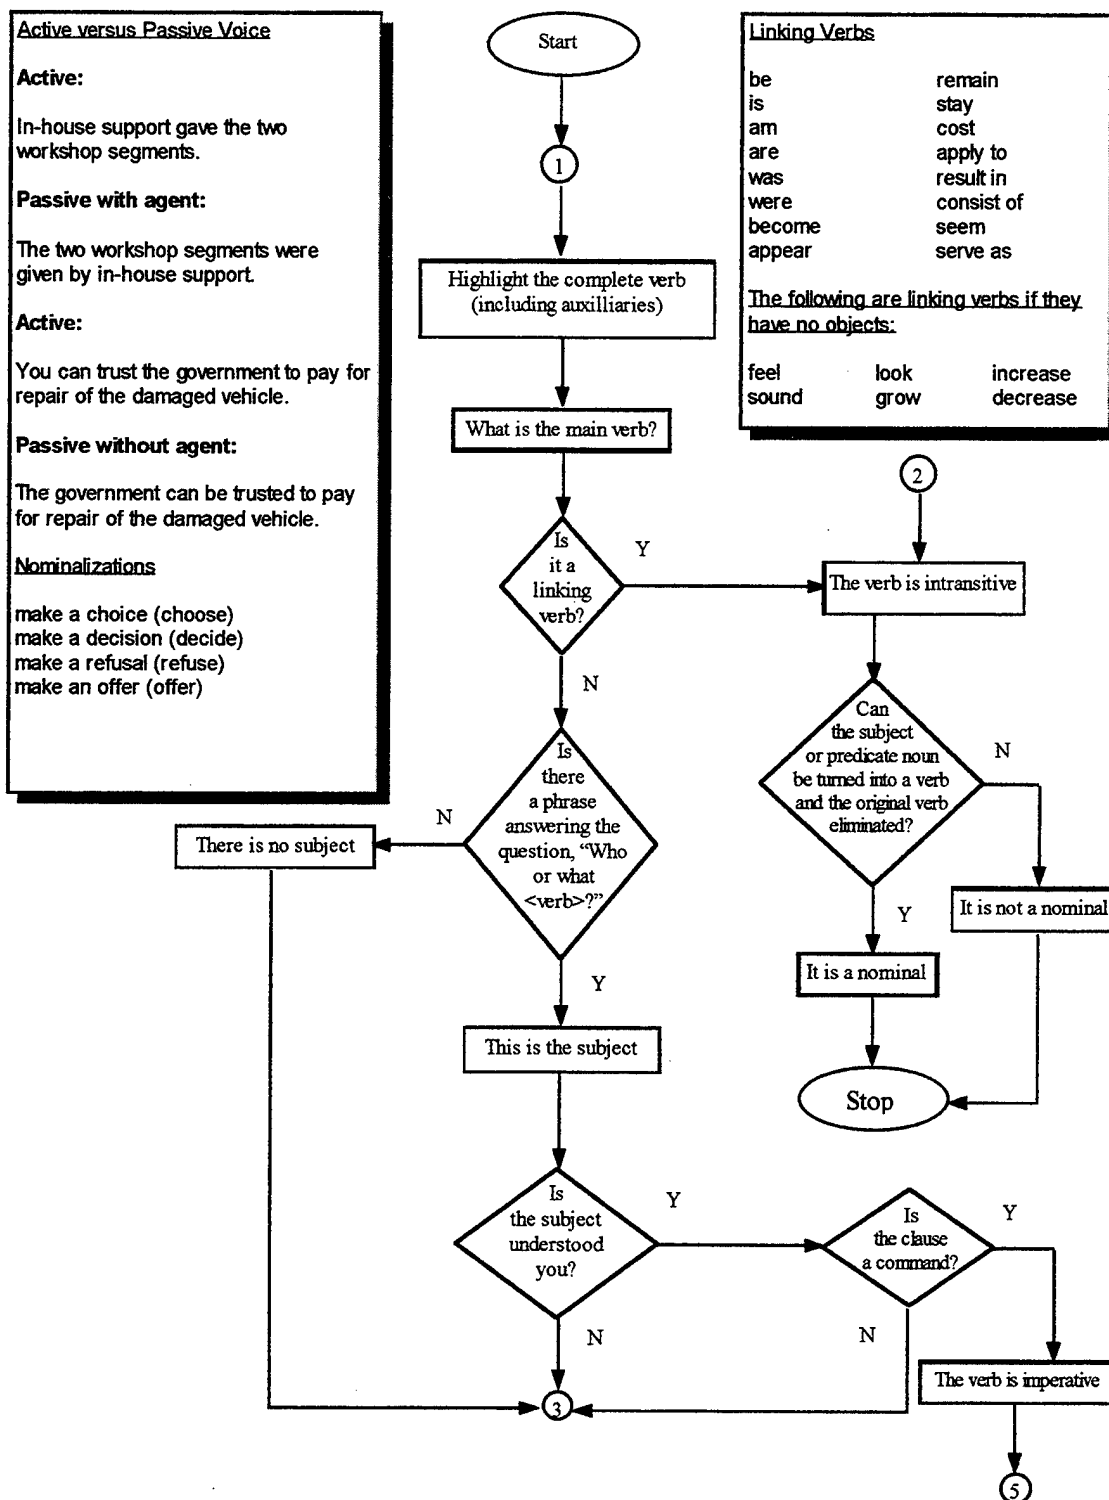 Active versus Passive Voice
Active:
In-house support gave the two
workshop segments.
Passive with agent:
The two workshop segments were
given by in-house support.
Active:
You can trust the government to pay for
repair of the damaged vehicle.
Passive without agent:
The government can be trusted to pay
for repair of the damaged vehicle.
Nominalizations
make a choice (choose)
make a decision (decide)
make a refusal (refuse)
make an offer (offer)
Start
1
Highlight the complete verb
(including auxilliaries)
What is the main verb?
Is
it a
linking
verb?
Y
N
Linking Verbs
be remain
is stay
am cost
are apply to
was result in
were consist of
become seem
appear serve as
The following are linking verbs if they
have no objects:
feel look increase
sound grow decrease
2
The verb is intransitive
Can
the subject
or predicate noun
be turned into a verb
and the original verb
eliminated?
N
Y
It is not a nominal
It is a nominal
Stop
Is
there
a phrase
answering the
question, “Who
or what
<verb>?”
N
There is no subject
Y
This is the subject
Is
the subject
understood
you?
Y
N
Is
the clause
a command?
Y
N
The verb is imperative
3
5